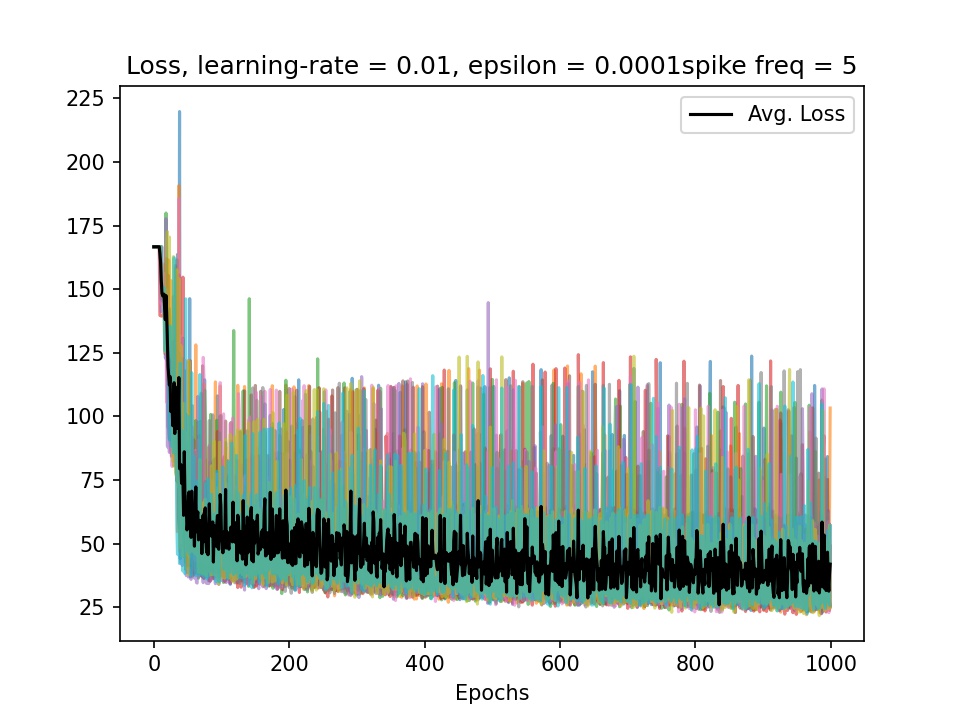 Loss, learning-rate = 0.01, epsilon = 0.0001spike freq = 5
Avg. Loss
225
200
175
150
125
100
75
50
25
0 200 400 600 800 1000
Epochs